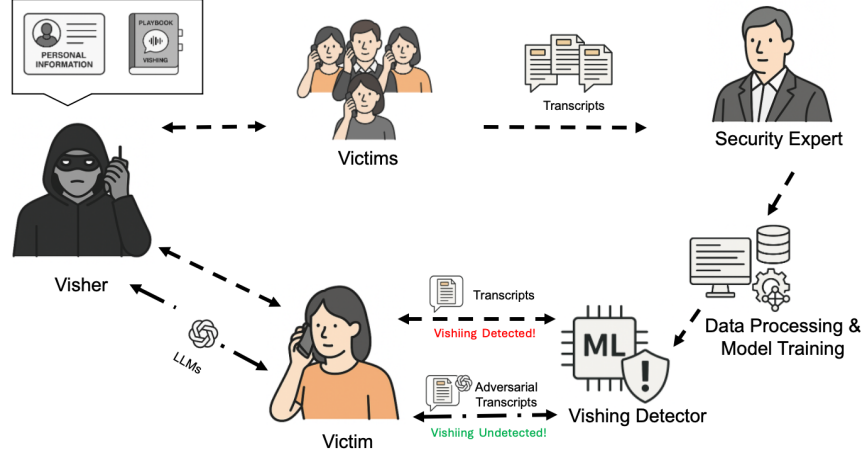 PERSONAL
INFORMATION
PLAYBOOK
VISHING
Transcripts
Victims
Security Expert
Visher
LLMs
Transcripts
Vishiing Detected!
ML
Data Processing &
Model Training
Adversarial
Transcripts
Vishiing Undetected!
Vishing Detector
Victim